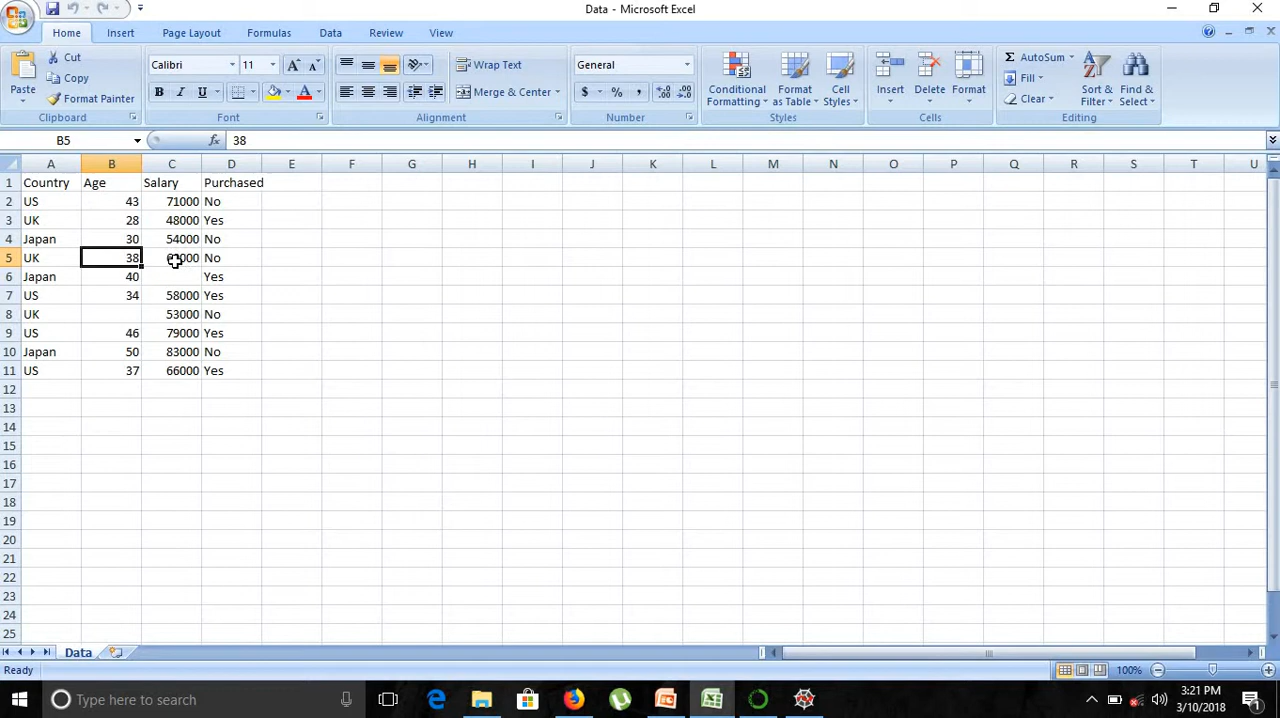 Data - Microsoft Excel
Home Insert Page Layout Formulas Data Review View
Paste
Cut
Copy
Format Painter
Clipboard
Calibri 11
B I U
Font
Wrap Text
Merge & Center
Alignment
General
$ % ,
Number
Conditional Formatting
Format as Table
Cell Styles
Styles
Insert Delete Format
Cells
Σ AutoSum
Fill
Clear
Sort & Filter
Find & Select
Editing
B5 fx 38
A B C D E F G H I J K L M N O P Q R S T U
1 Country Age Salary Purchased
2 US 43 71000 No
3 UK 28 48000 Yes
4 Japan 30 54000 No
5 UK 38 No
6 Japan 40 Yes
7 US 34 58000 Yes
8 UK 53000 No
9 US 46 79000 Yes
10 Japan 50 83000 No
11 US 37 66000 Yes
12
13
14
15
16
17
18
19
20
21
22
23
24
25
Data
Ready 100%
Type here to search
3:21 PM
3/10/2018